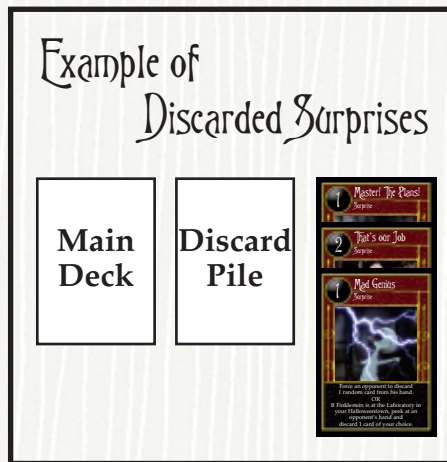 Example of
Discarded Surprises
Main
Deck
Discard
Pile
1
Master! The Plans!
Surprise
2
That's our Job
Surprise
1
Mad Genius
Surprise
Force an opponent to discard
1 random card from his hand.
OR
If Finklestein is at the Laboratory in
your Halloweentown, peek at an
opponent's hand and
discard 1 card of your choice.